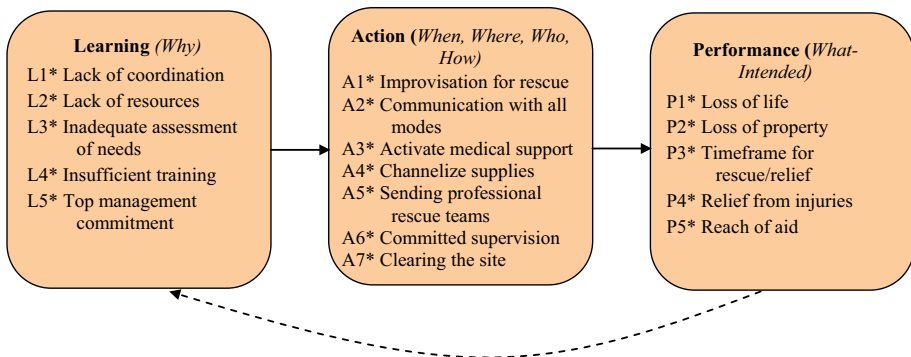 Learning (Why)
L1* Lack of coordination
L2* Lack of resources
L3* Inadequate assessment
of needs
L4* Insufficient training
L5* Top management
commitment
Action (When, Where, Who,
How)
A1* Improvisation for rescue
A2* Communication with all
modes
A3* Activate medical support
A4* Channelize supplies
A5* Sending professional
rescue teams
A6* Committed supervision
A7* Clearing the site
Performance (What-
Intended)
P1* Loss of life
P2* Loss of property
P3* Timeframe for
rescue/relief
P4* Relief from injuries
P5* Reach of aid